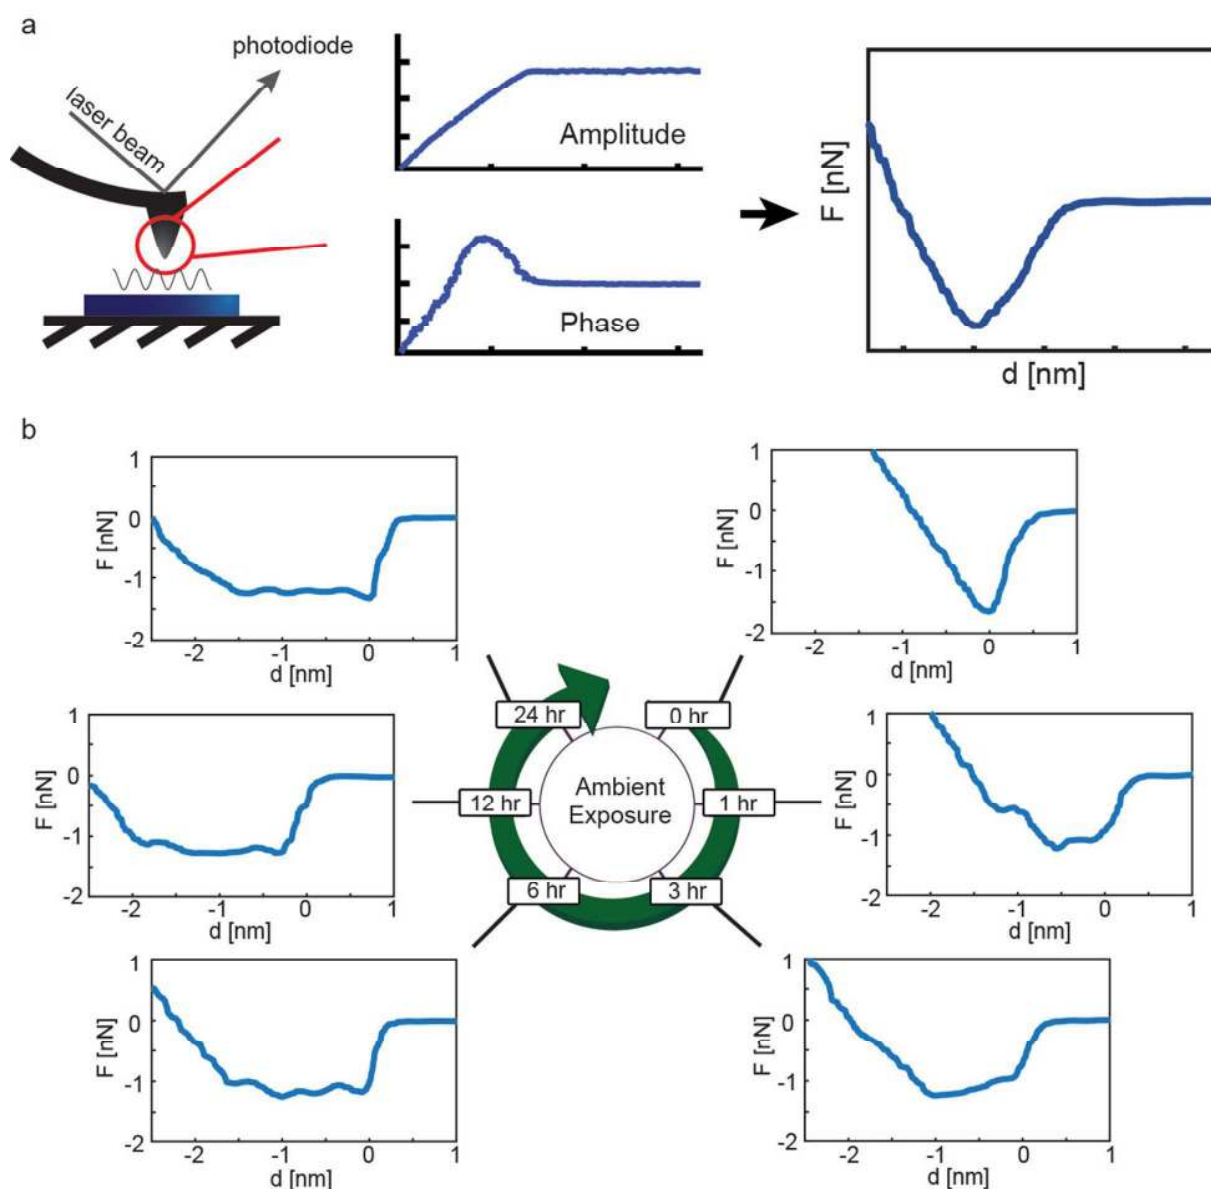 a
photodiode
laser beam
Amplitude
Phase
F [nN]
d [nm]
b
1
0
-1
-2
F [nN]
-2
-1
0
1
d [nm]
1
0
-1
-2
F [nN]
-2
-1
0
1
d [nm]
24 hr
0 hr
1
0
-1
-2
F [nN]
-2
-1
0
1
d [nm]
12 hr
Ambient
Exposure
1 hr
1
0
-1
-2
F [nN]
-2
-1
0
1
d [nm]
6 hr
3 hr
1
0
-1
-2
F [nN]
-2
-1
0
1
d [nm]
1
0
-1
-2
F [nN]
-2
-1
0
1
d [nm]